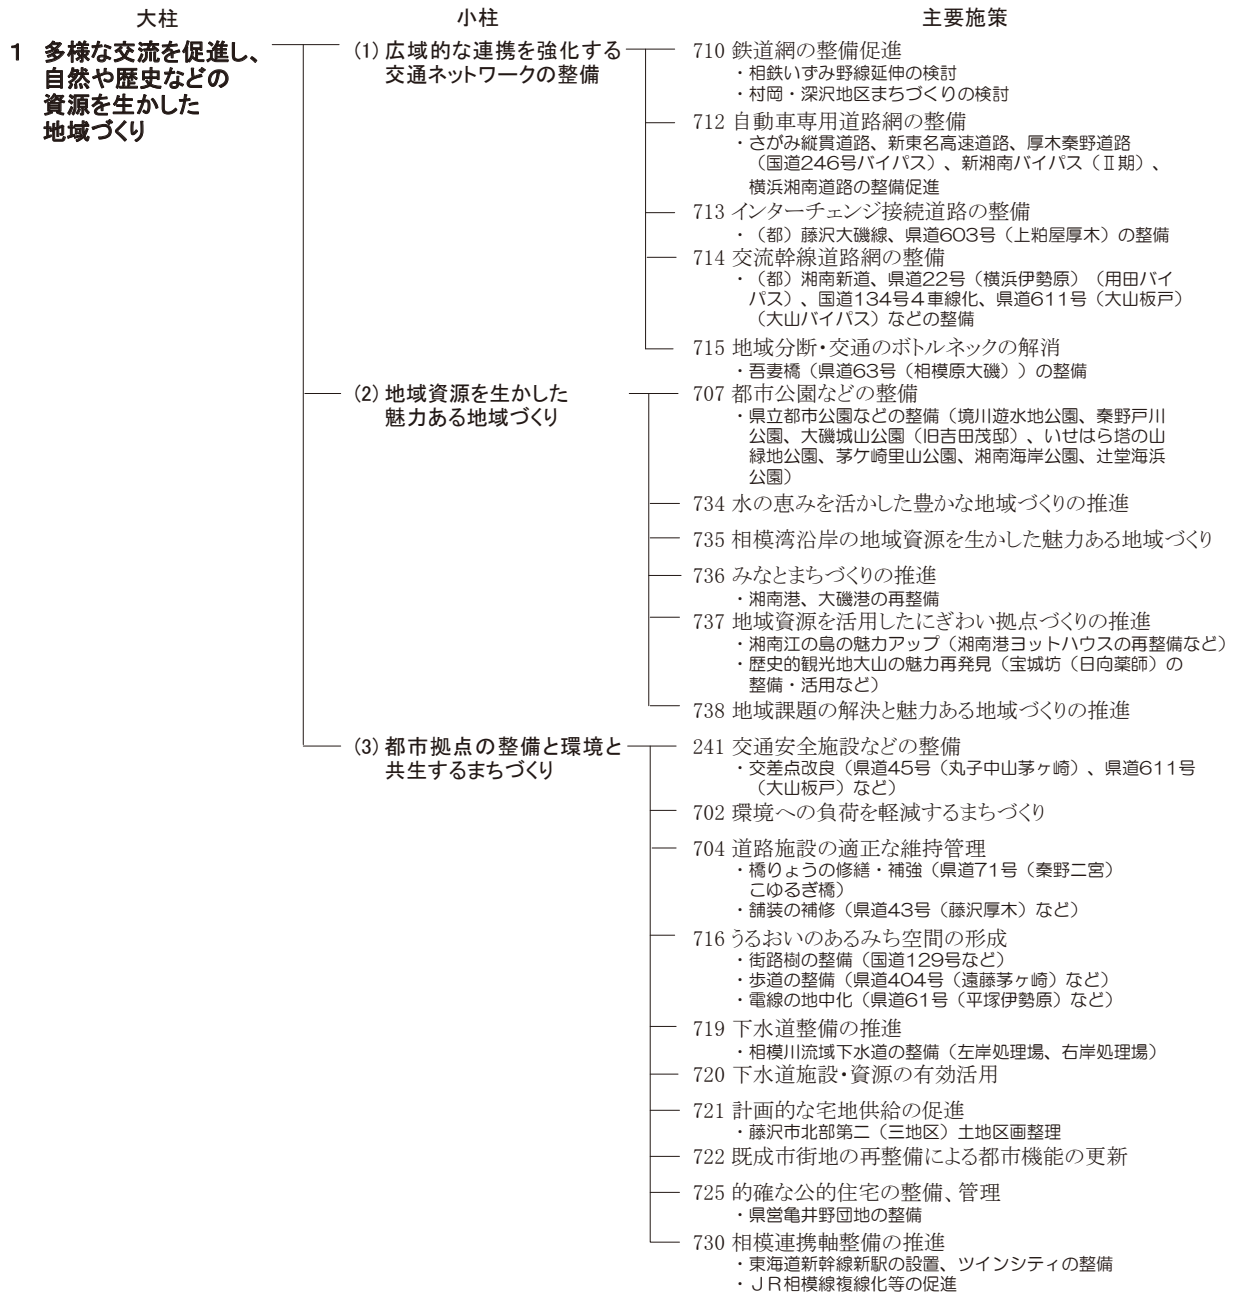 大柱
小柱
主要施策
1 多様な交流を促進し、
自然や歴史などの
資源を生かした
地域づくり
(1) 広域的な連携を強化する
交通ネットワークの整備
710 鉄道網の整備促進
・相鉄いずみ野線延伸の検討
・村岡・深沢地区まちづくりの検討
712 自動車専用道路網の整備
・さがみ縦貫道路、新東名高速道路、厚木秦野道路
（国道246号バイパス）、新湘南バイパス（Ⅱ期）、
横浜湘南道路の整備促進
713 インターチェンジ接続道路の整備
・（都）藤沢大磯線、県道603号（上粕屋厚木）の整備
714 交流幹線道路網の整備
・（都）湘南新道、県道22号（横浜伊勢原）（用田バイ
パス）、国道134号４車線化、県道611号（大山板戸）
（大山バイパス）などの整備
715 地域分断・交通のボトルネックの解消
・吾妻橋（県道63号（相模原大磯））の整備
(2) 地域資源を生かした
魅力ある地域づくり
707 都市公園などの整備
・県立都市公園などの整備（境川遊水地公園、秦野戸川
公園、大磯城山公園（旧吉田茂邸）、いせはら塔の山
緑地公園、茅ケ崎里山公園、湘南海岸公園、辻堂海浜
公園）
734 水の恵みを活かした豊かな地域づくりの推進
735 相模湾沿岸の地域資源を生かした魅力ある地域づくり
736 みなとまちづくりの推進
・湘南港、大磯港の再整備
737 地域資源を活用したにぎわい拠点づくりの推進
・湘南江の島の魅力アップ（湘南港ヨットハウスの再整備など）
・歴史的観光地大山の魅力再発見（宝城坊（日向薬師）の
整備・活用など）
738 地域課題の解決と魅力ある地域づくりの推進
(3) 都市拠点の整備と環境と
共生するまちづくり
241 交通安全施設などの整備
・交差点改良（県道45号（丸子中山茅ヶ崎）、県道611号
（大山板戸）など）
702 環境への負荷を軽減するまちづくり
704 道路施設の適正な維持管理
・橋りょうの修繕・補強（県道71号（秦野二宮）
こゆるぎ橋）
・舗装の補修（県道43号（藤沢厚木）など）
716 うるおいのあるみち空間の形成
・街路樹の整備（国道129号など）
・歩道の整備（県道404号（遠藤茅ヶ崎）など）
・電線の地中化（県道61号（平塚伊勢原）など）
719 下水道整備の推進
・相模川流域下水道の整備（左岸処理場、右岸処理場）
720 下水道施設・資源の有効活用
721 計画的な宅地供給の促進
・藤沢市北部第二（三地区）土地区画整理
722 既成市街地の再整備による都市機能の更新
725 的確な公的住宅の整備、管理
・県営亀井野団地の整備
730 相模連携軸整備の推進
・東海道新幹線新駅の設置、ツインシティの整備
・ＪＲ相模線複線化等の促進